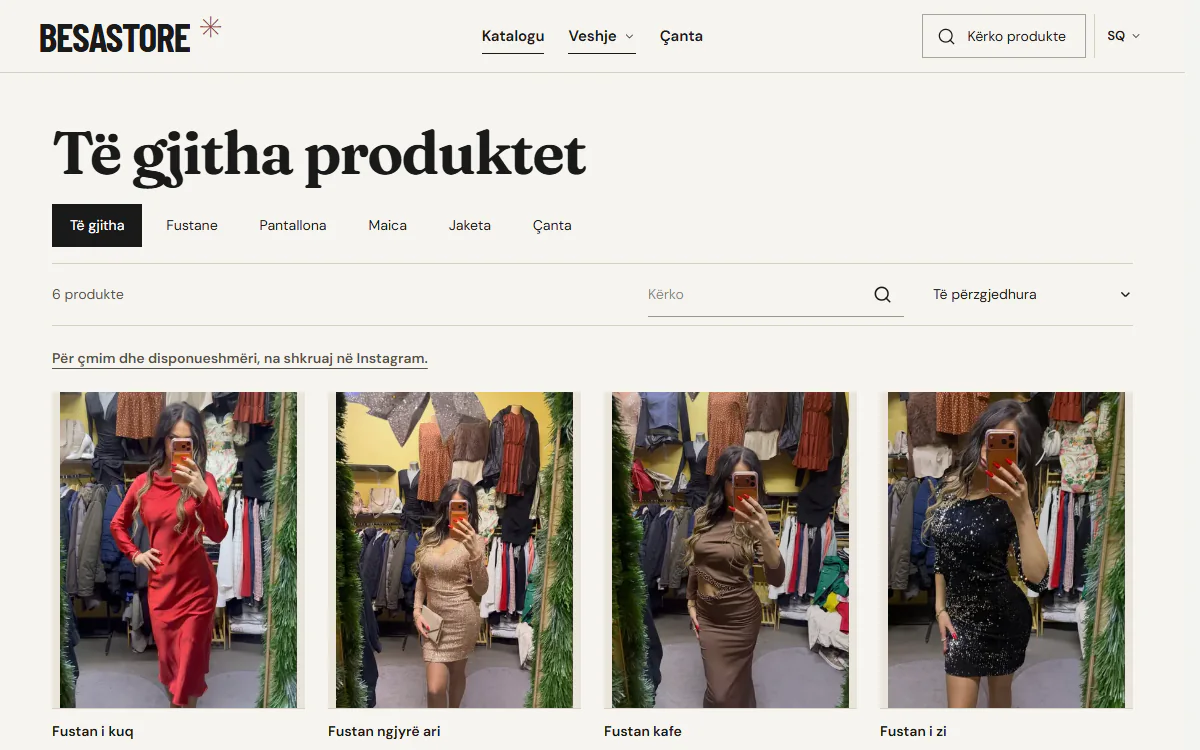 BESASTORE
Katalogu Veshje Çanta
Kërko produkte
SQ
Të gjitha produktet
Të gjitha Fustane Pantallona Maica Jaketa Çanta
6 produkte Kërko Të përzgjedhura
Për çmim dhe disponueshmëri, na shkruaj në Instagram.
Fustan i kuq Fustan ngjyrë ari Fustan kafe Fustan i zi